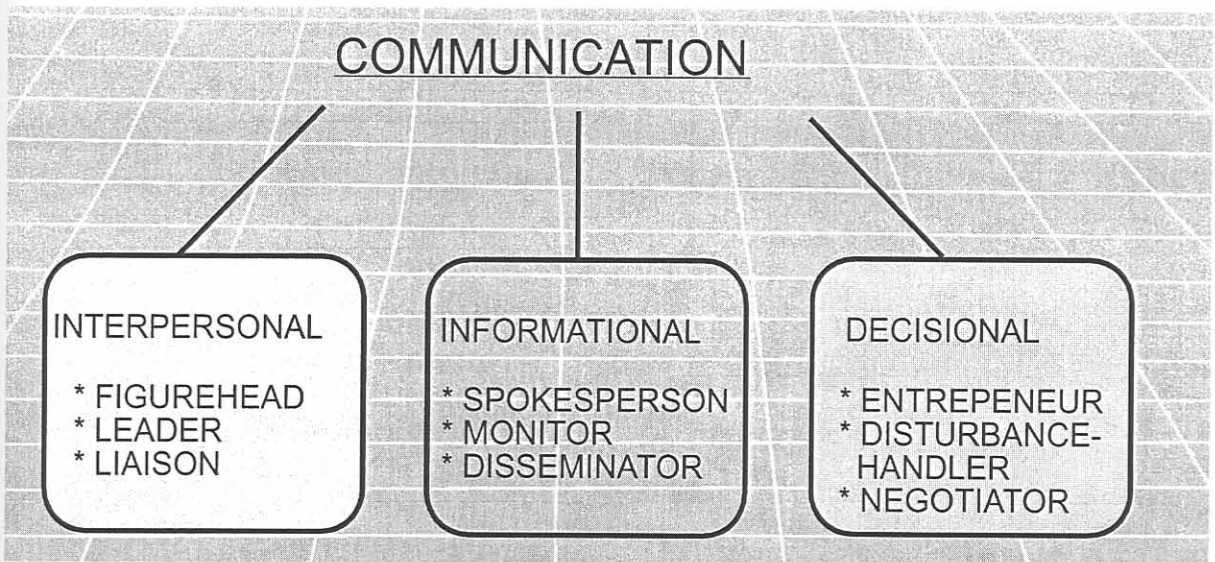 COMMUNICATION
INTERPERSONAL
* FIGUREHEAD
* LEADER
* LIAISON
INFORMATIONAL
* SPOKESPERSON
* MONITOR
* DISSEMINATOR
DECISIONAL
* ENTREPENEUR
* DISTURBANCE-
HANDLER
* NEGOTIATOR